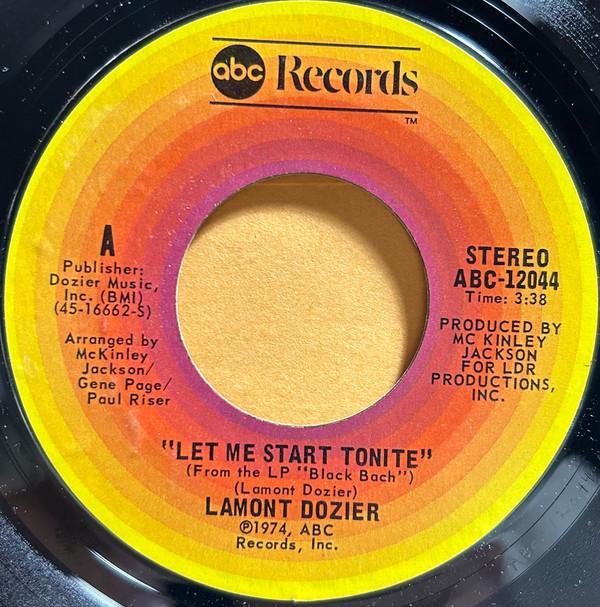 abc Records
TM
A
Publisher:
Dozier Music,
Inc. (BMI)
(45-16662-S)
Arranged by
McKinley
Jackson/
Gene Page/
Paul Riser
STEREO
ABC-12044
Time: 3:38
PRODUCED BY
MC KINLEY
JACKSON
FOR LDR
PRODUCTIONS,
INC.
"LET ME START TONITE"
(From the LP "Black Bach")
(Lamont Dozier)
LAMONT DOZIER
℗1974, ABC
Records, Inc.